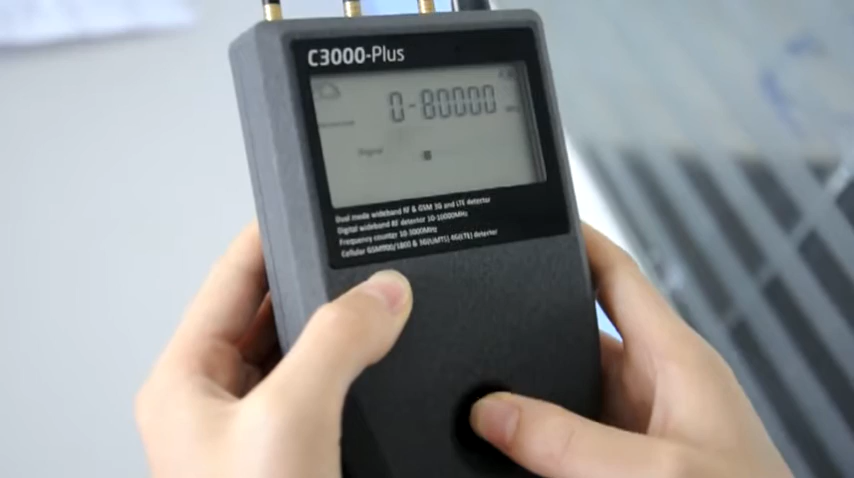 C3000-Plus
0-80000
Digital
Dual mode wideband RF & GSM 3G and LTE detector
Digital wideband RF detector 10-10000MHz
Frequency counter 10-3000MHz
Cellular GSM900/1800 & 3G(UMTS) 4G(LTE) detector